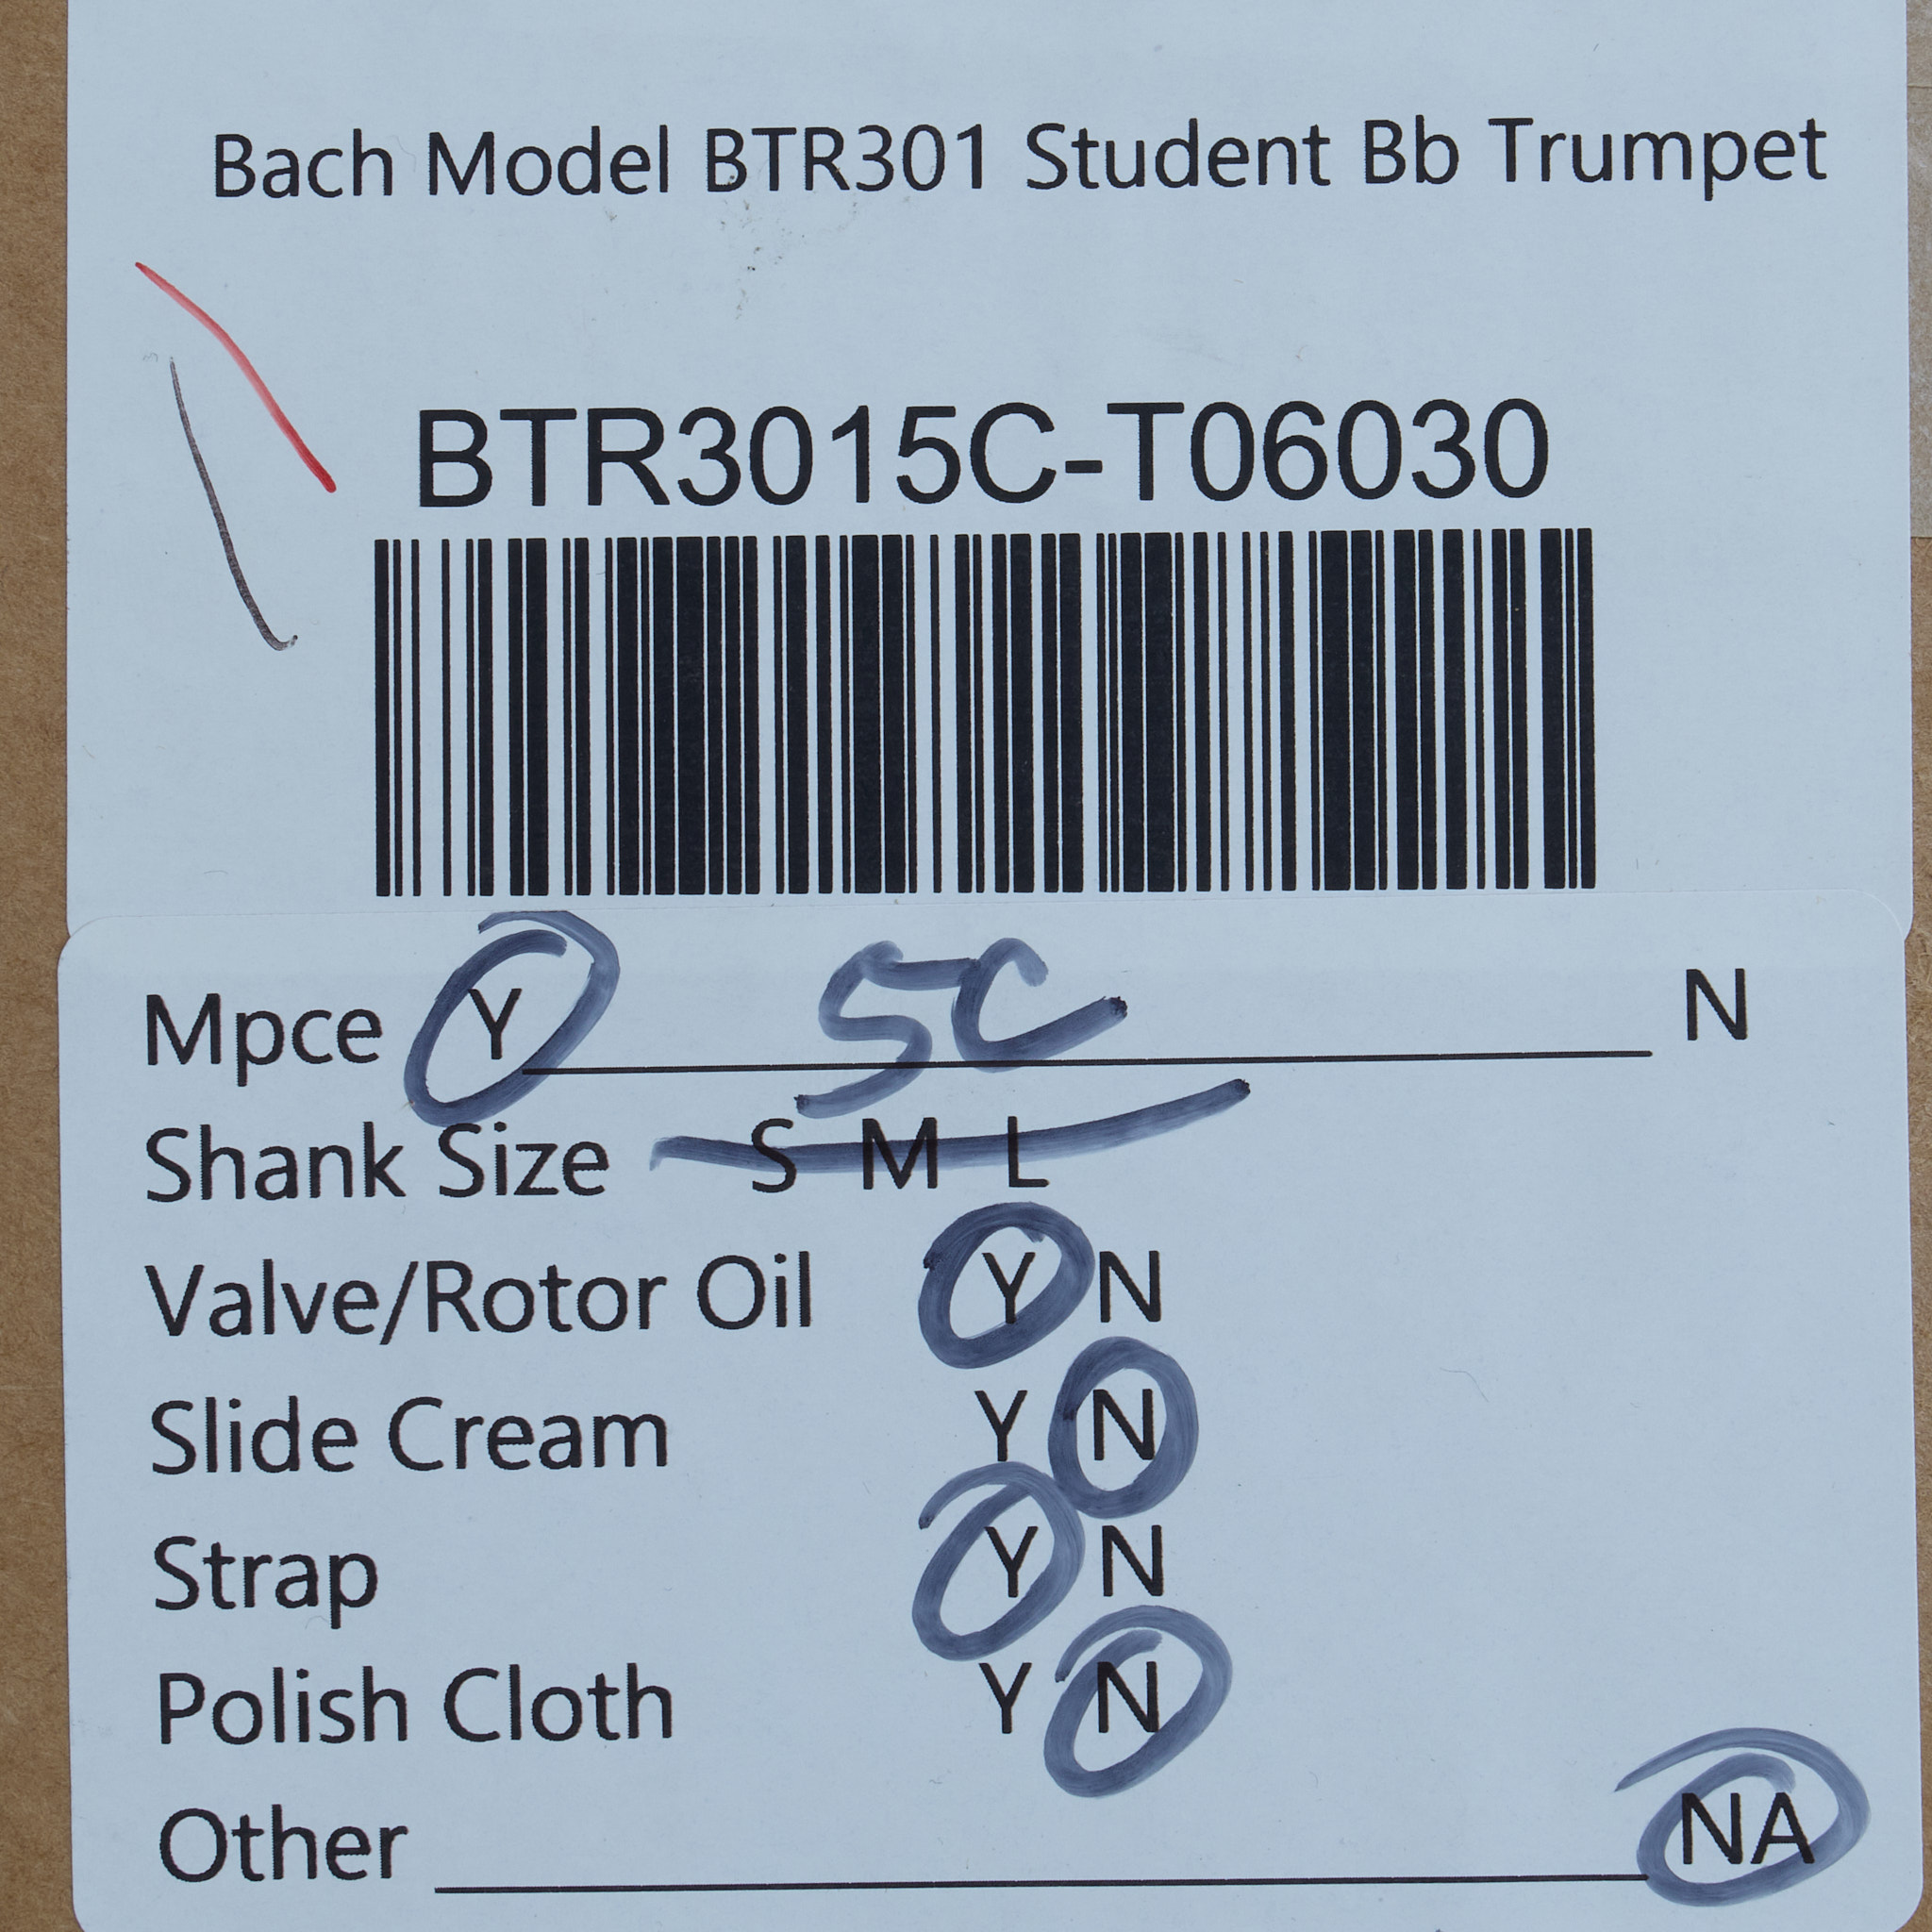 Bach Model BTR301 Student Bb Trumpet
BTR3015C-T06030
Mpce Y 5C N
Shank Size S M L
Valve/Rotor Oil Y N
Slide Cream Y N
Strap Y N
Polish Cloth Y N
Other NA